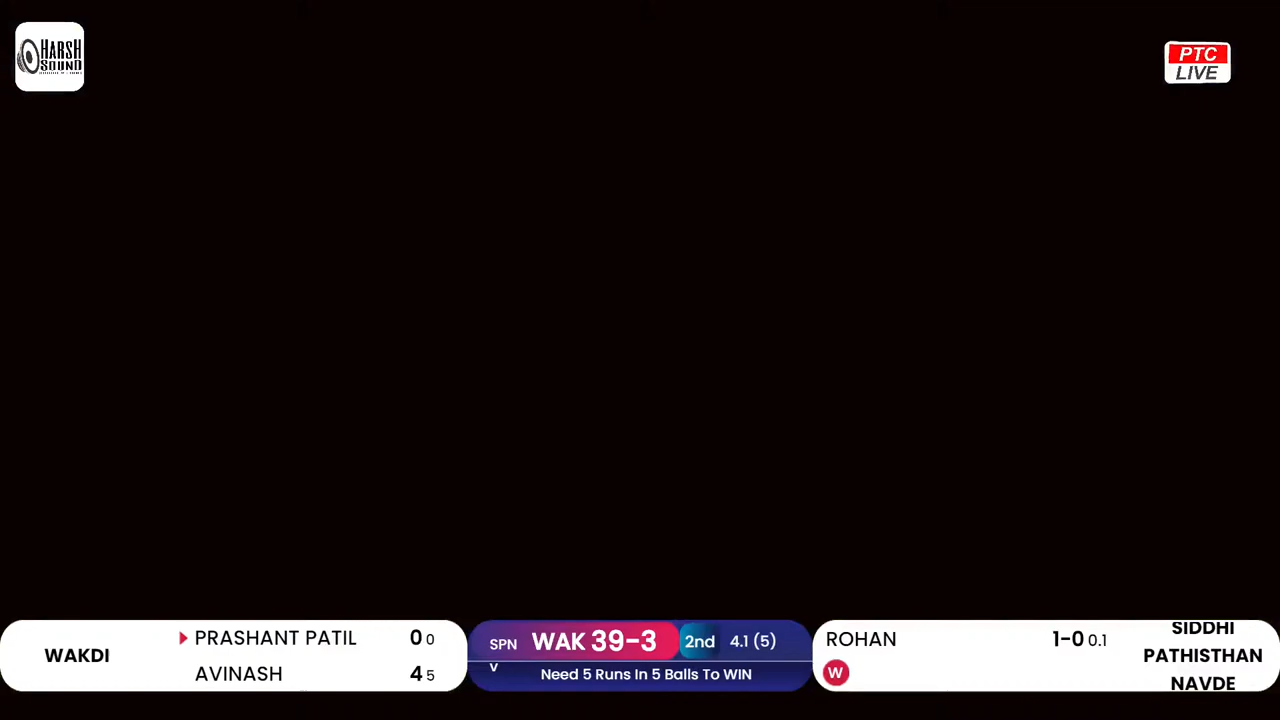 HARSH
SOUND
PTC
LIVE
WAKDI
PRASHANT PATIL 0 0
AVINASH 4 5
SPN
v
WAK 39-3 2nd 4.1 (5)
Need 5 Runs In 5 Balls To WIN
ROHAN 1-0 0.1
W
SIDDHI
PATHISTHAN
NAVDE